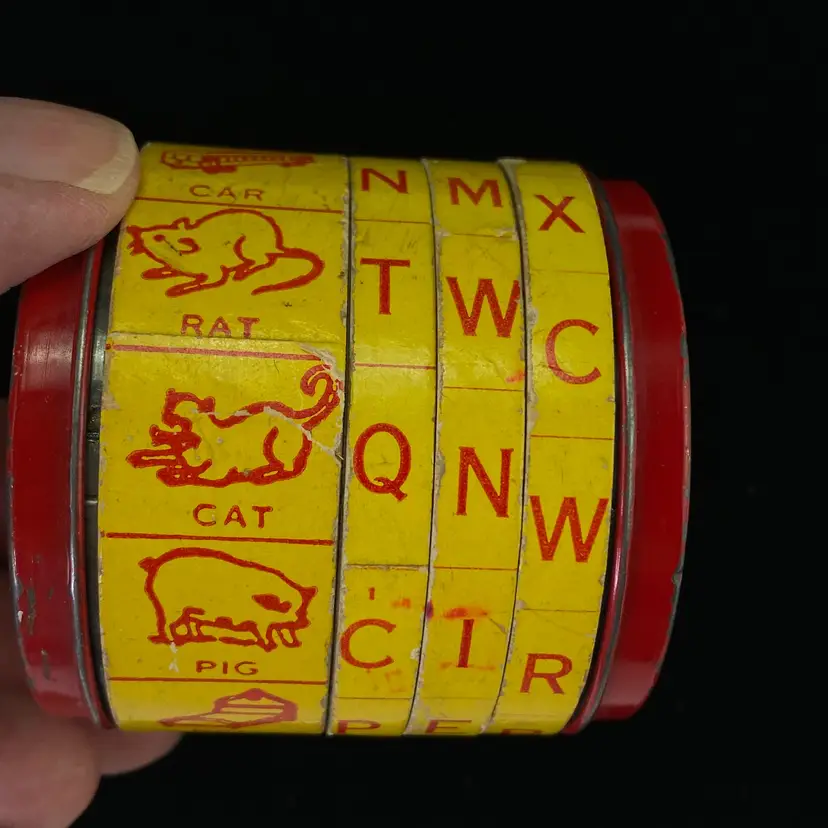 CAR N M X
RAT T W C
CAT Q N W
PIG C I R
P